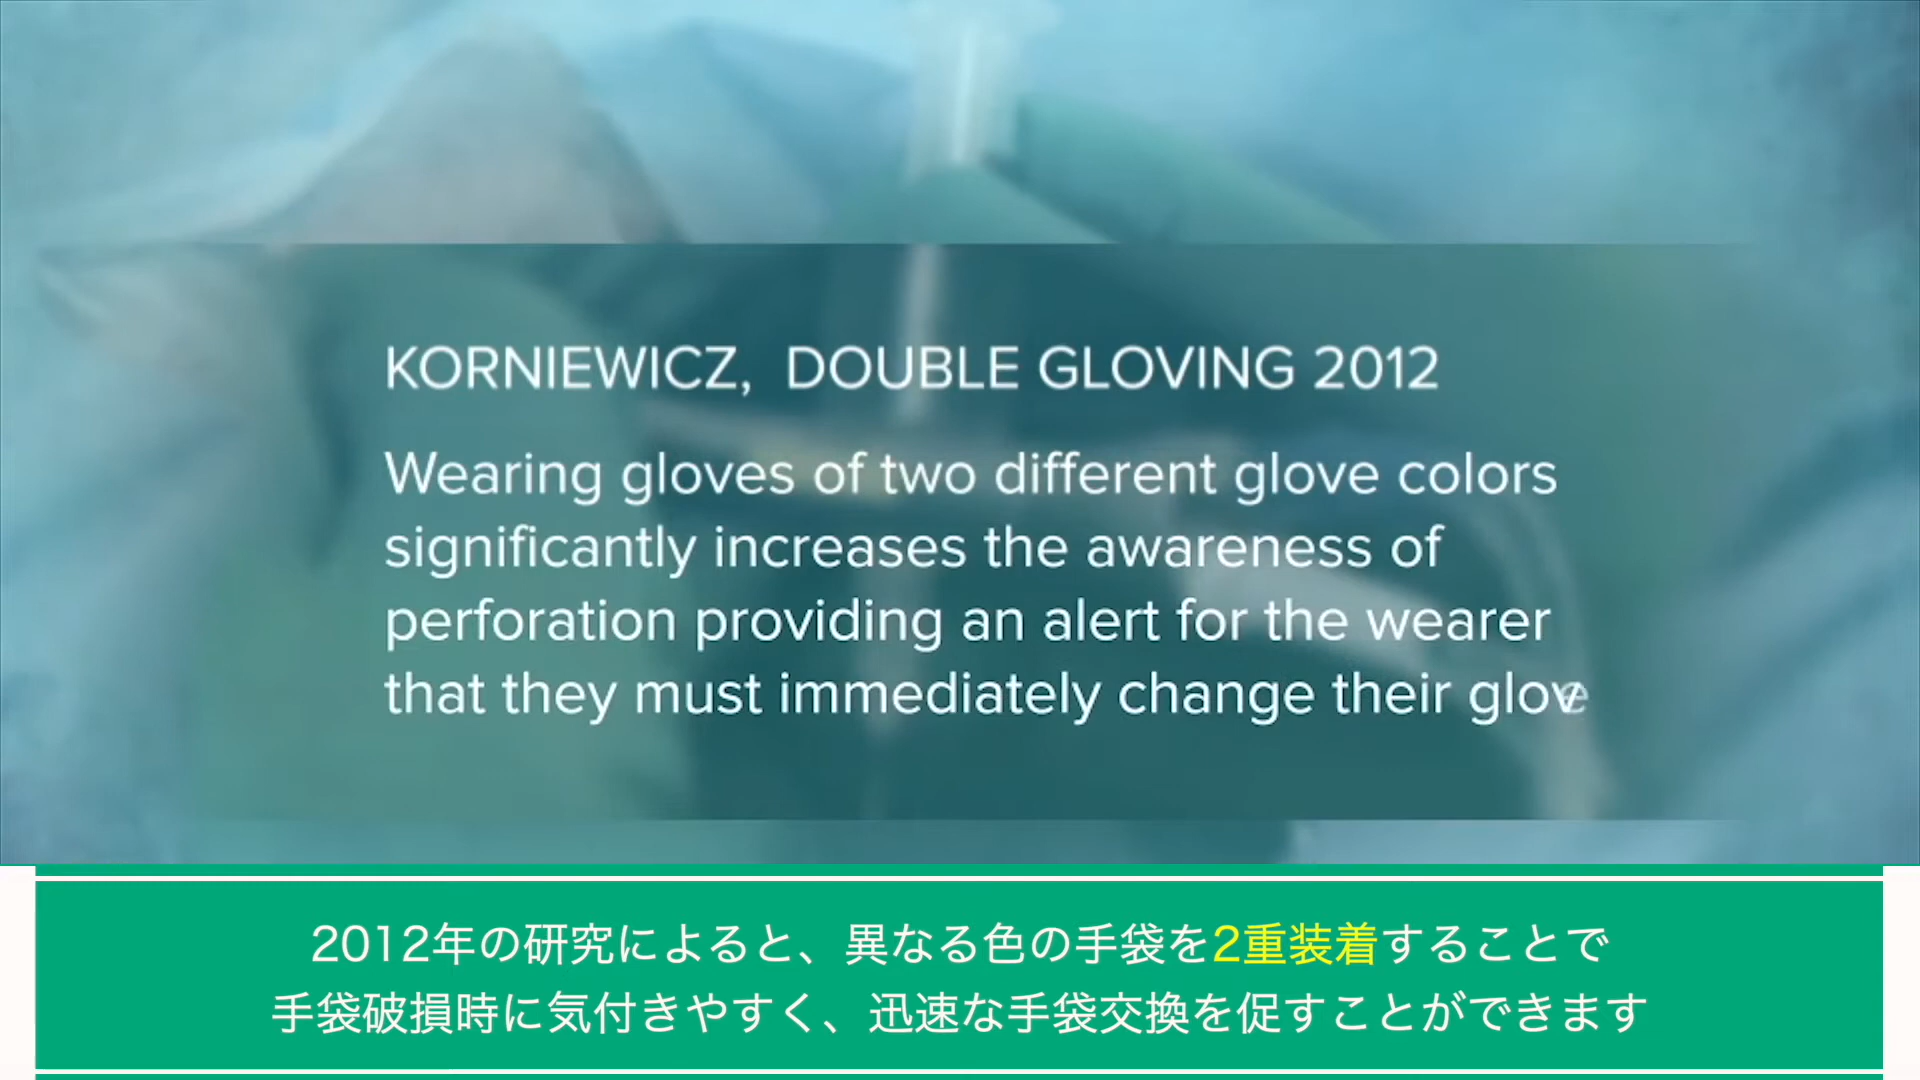 KORNIEWICZ, DOUBLE GLOVING 2012
Wearing gloves of two different glove colors
significantly increases the awareness of
perforation providing an alert for the wearer
that they must immediately change their glove
2012年の研究によると、異なる色の手袋を2重装着することで
手袋破損時に気付きやすく、迅速な手袋交換を促すことができます